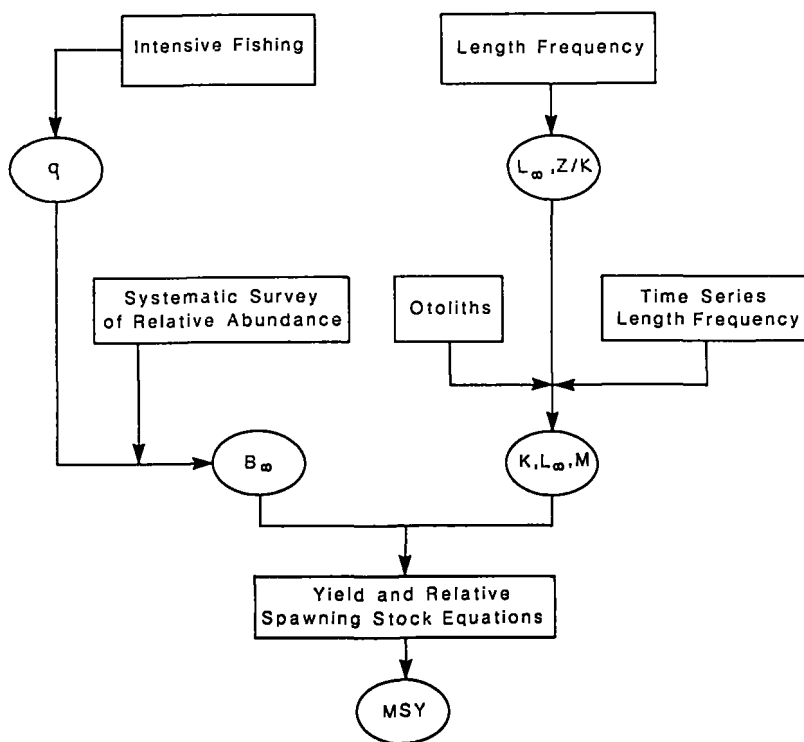 Intensive Fishing
Length Frequency
q
L∞,Z/K
Systematic Survey
of Relative Abundance
Otoliths
Time Series
Length Frequency
B∞
K,L∞,M
Yield and Relative
Spawning Stock Equations
MSY